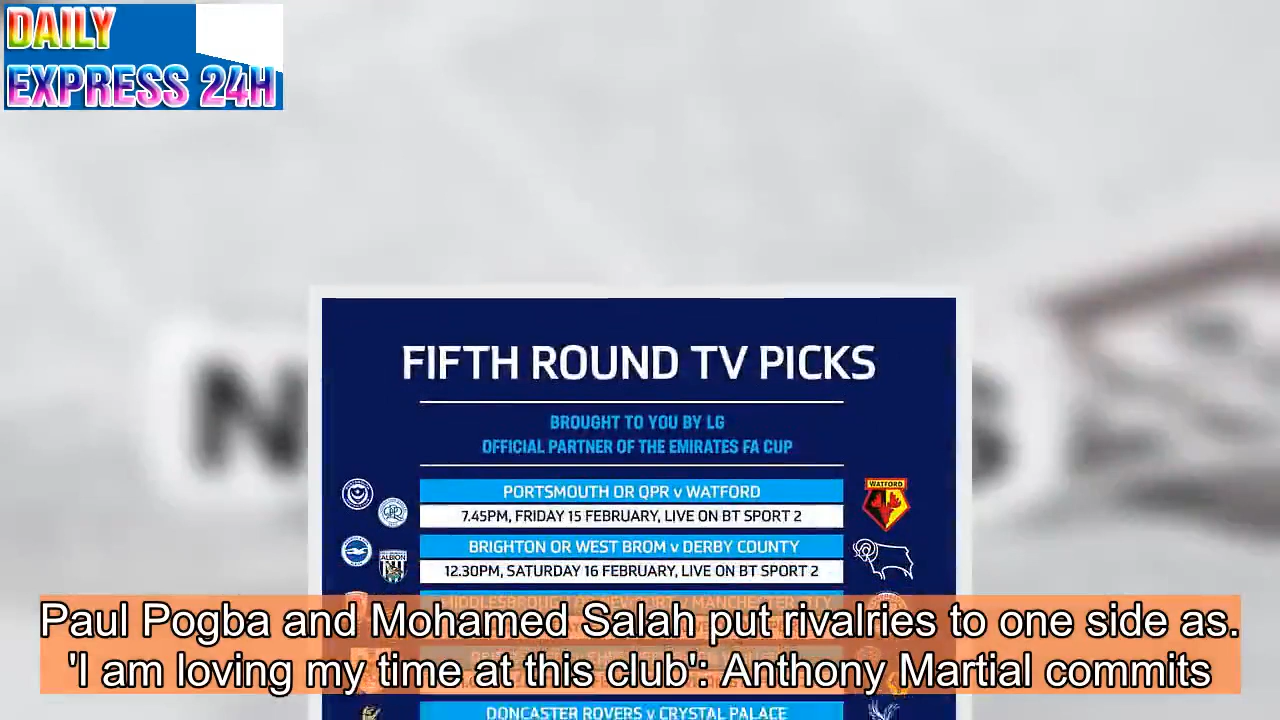 DAILY
EXPRESS 24H
FIFTH ROUND TV PICKS
BROUGHT TO YOU BY LG
OFFICIAL PARTNER OF THE EMIRATES FA CUP
PORTSMOUTH OR QPR v WATFORD
WATFORD
7.45PM, FRIDAY 15 FEBRUARY, LIVE ON BT SPORT 2
BRIGHTON OR WEST BROM v DERBY COUNTY
ALBION
12.30PM, SATURDAY 16 FEBRUARY, LIVE ON BT SPORT 2
Paul Pogba and Mohamed Salah put rivalries to one side as.
'I am loving my time at this club': Anthony Martial commits
DONCASTER ROVERS v CRYSTAL PALACE